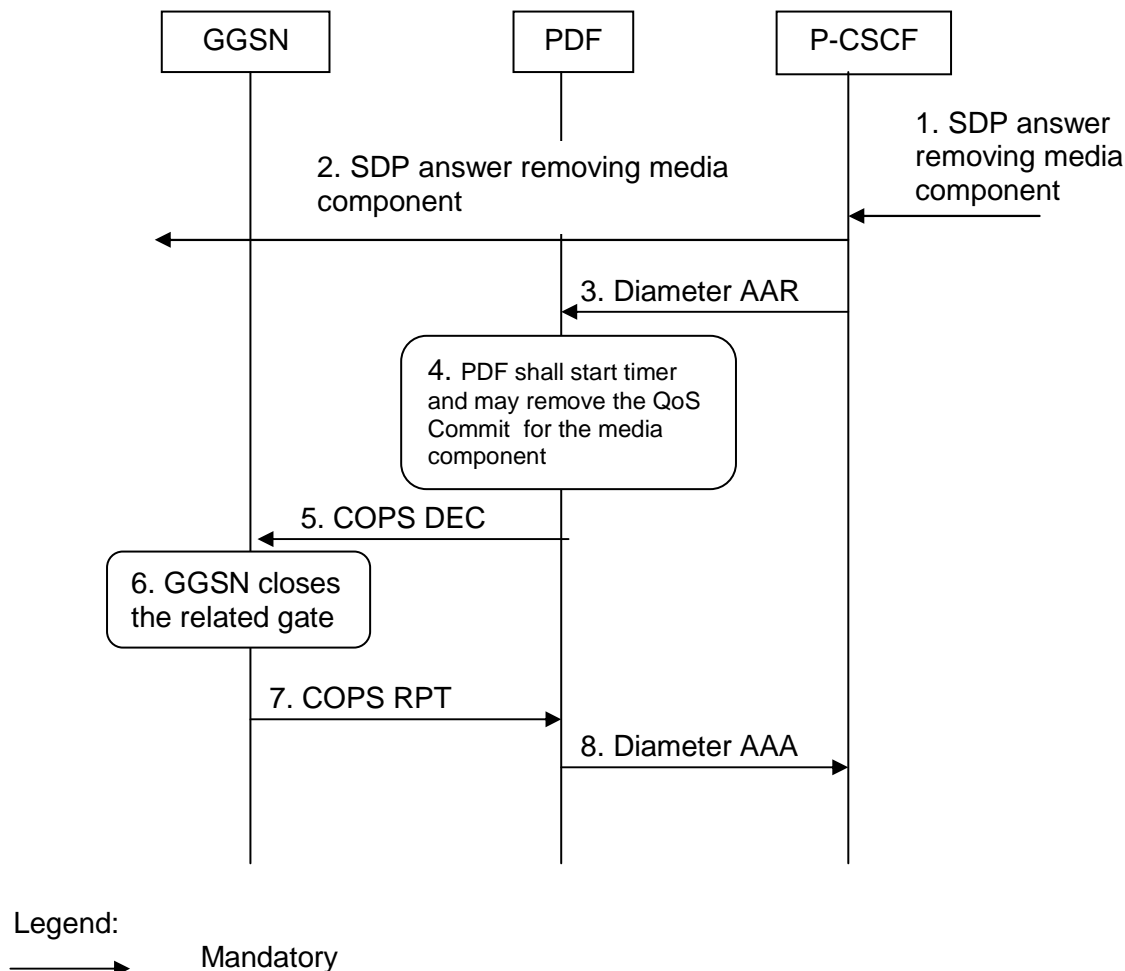 GGSN
PDF
P-CSCF
1. SDP answer
removing media
component
2. SDP answer removing media
component
3. Diameter AAR
4. PDF shall start timer
and may remove the QoS
Commit for the media
component
5. COPS DEC
6. GGSN closes
the related gate
7. COPS RPT
8. Diameter AAA
Legend:
Mandatory